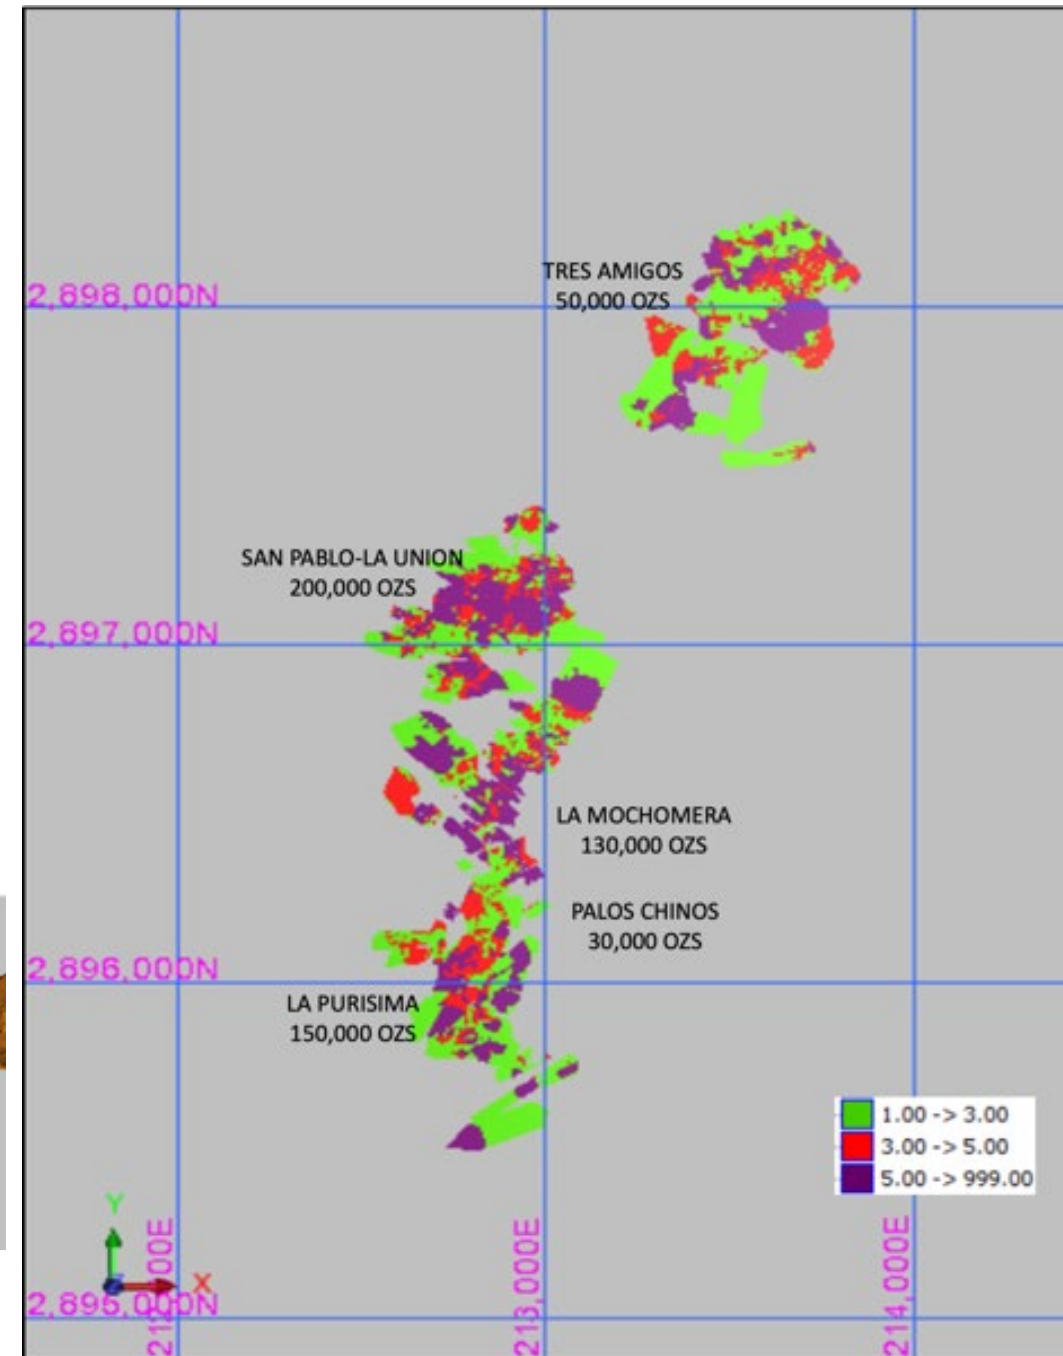 TRES AMIGOS
50,000 OZS
2,898,000N
SAN PABLO-LA UNION
200,000 OZS
2,897,000N
LA MOCHOMERA
130,000 OZS
PALOS CHINOS
30,000 OZS
2,896,000N
LA PURISIMA
150,000 OZS
1.00 -> 3.00
3.00 -> 5.00
5.00 -> 999.00
Y
X
2,895,000N
213,000E
214,000E